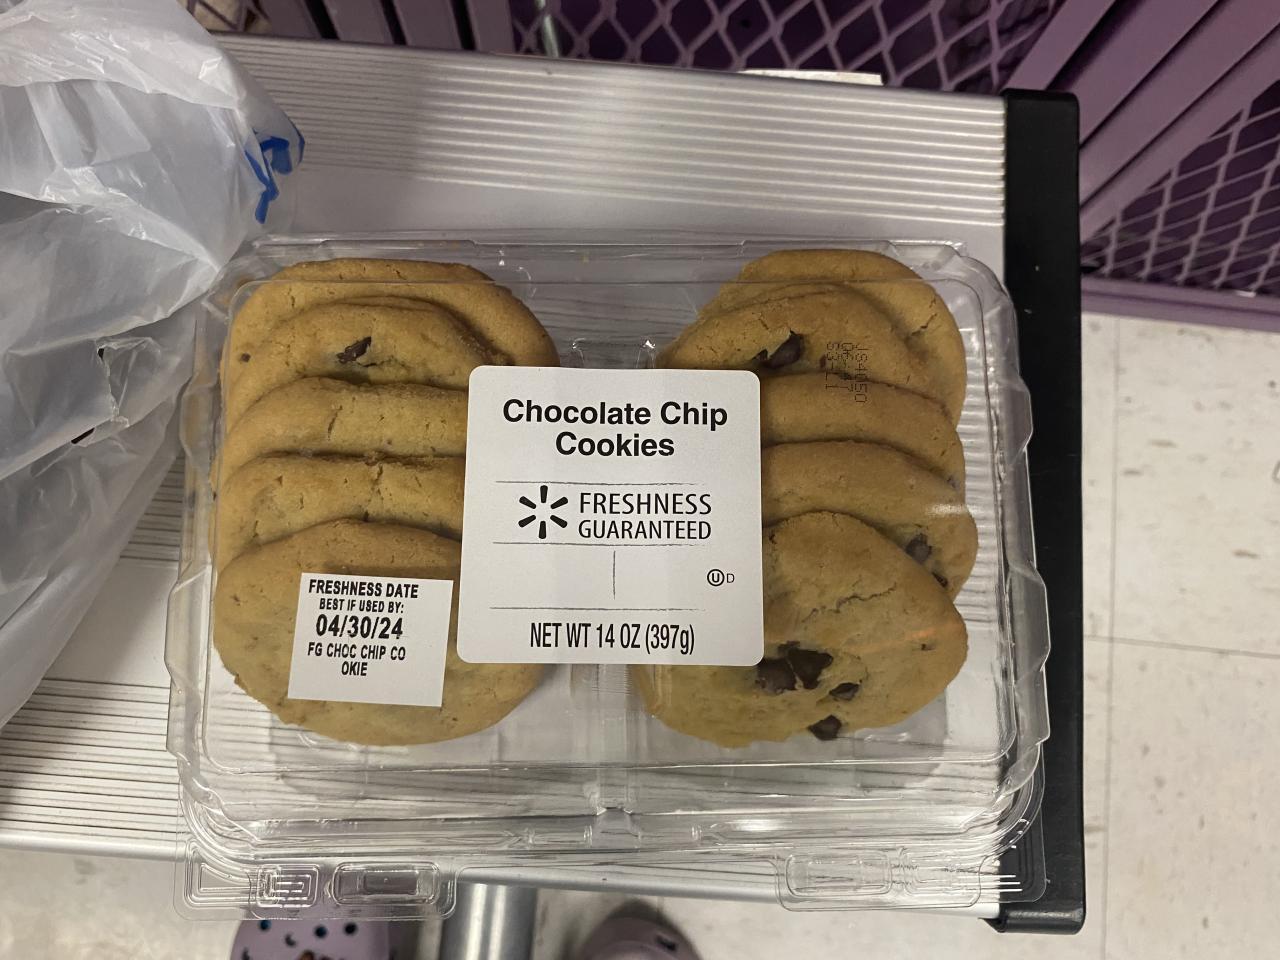 Chocolate Chip
Cookies
FRESHNESS
GUARANTEED
U D
NET WT 14 OZ (397g)
FRESHNESS DATE
BEST IF USED BY:
04/30/24
FG CHOC CHIP CO
OKIE